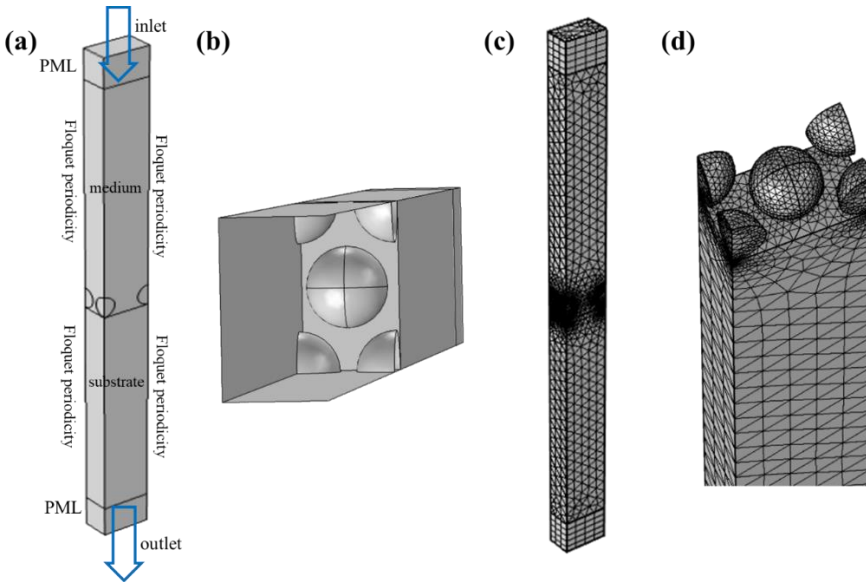 (a)
inlet
PML
Floquet periodicity
medium
Floquet periodicity
Floquet periodicity
substrate
Floquet periodicity
PML
outlet
(b)
(c)
(d)